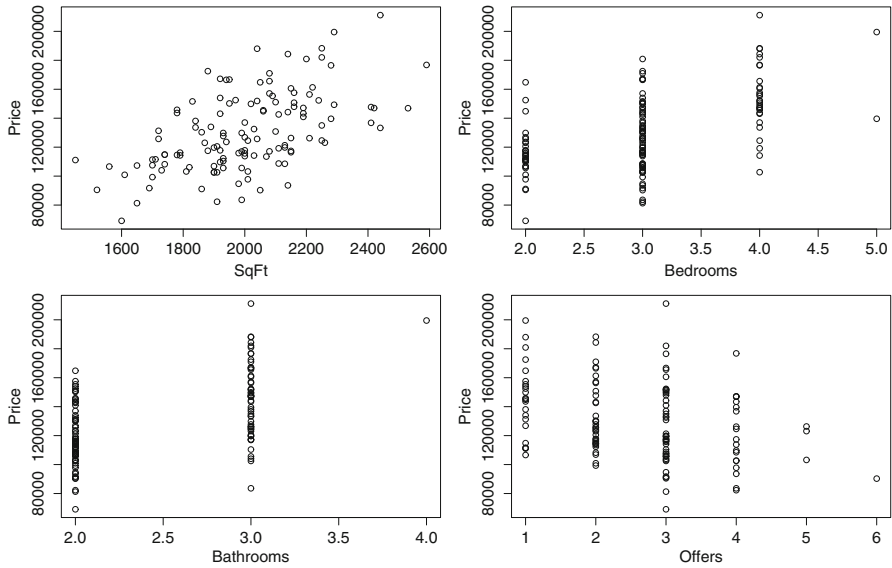 Price
80000 120000 160000 200000
1600 1800 2000 2200 2400 2600
SqFt
Price
80000 120000 160000 200000
2.0 2.5 3.0 3.5 4.0 4.5 5.0
Bedrooms
Price
80000 120000 160000 200000
2.0 2.5 3.0 3.5 4.0
Bathrooms
Price
80000 120000 160000 200000
1 2 3 4 5 6
Offers